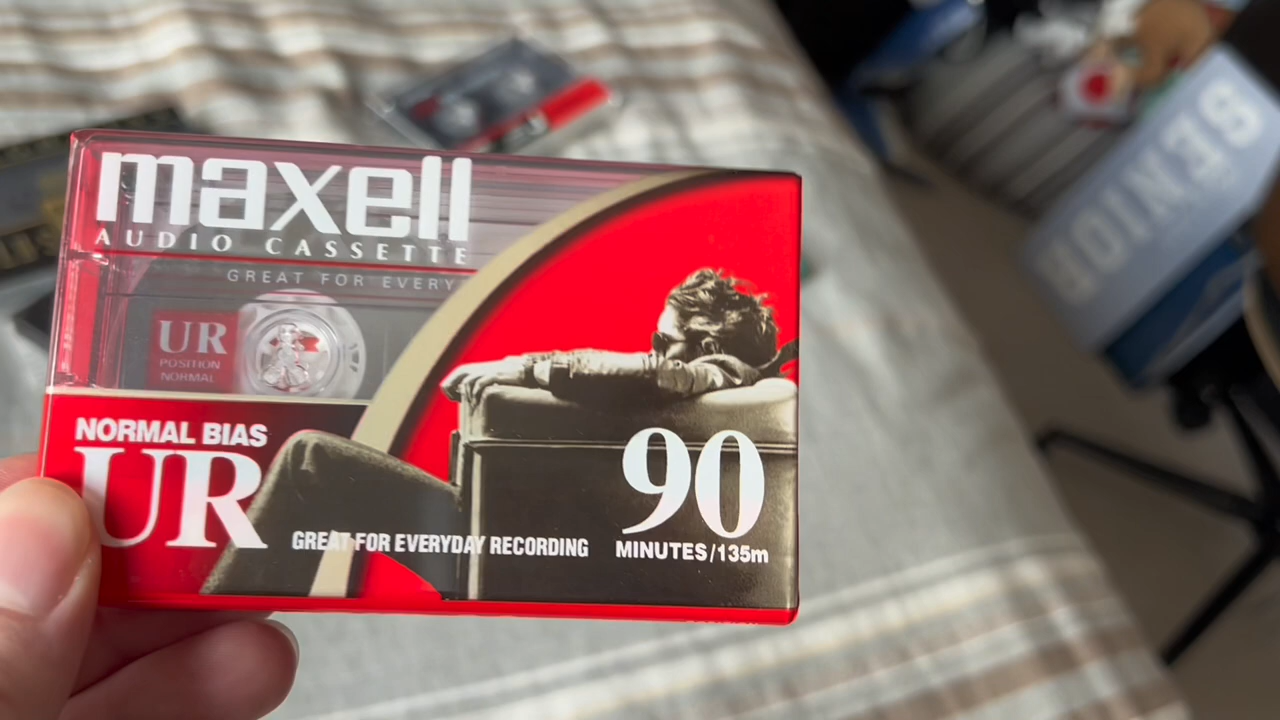 maxell
AUDIO CASSETTE
GREAT FOR EVERY
UR
POSITION
NORMAL
NORMAL BIAS
UR
GREAT FOR EVERYDAY RECORDING
90
MINUTES/135m
SENIOR